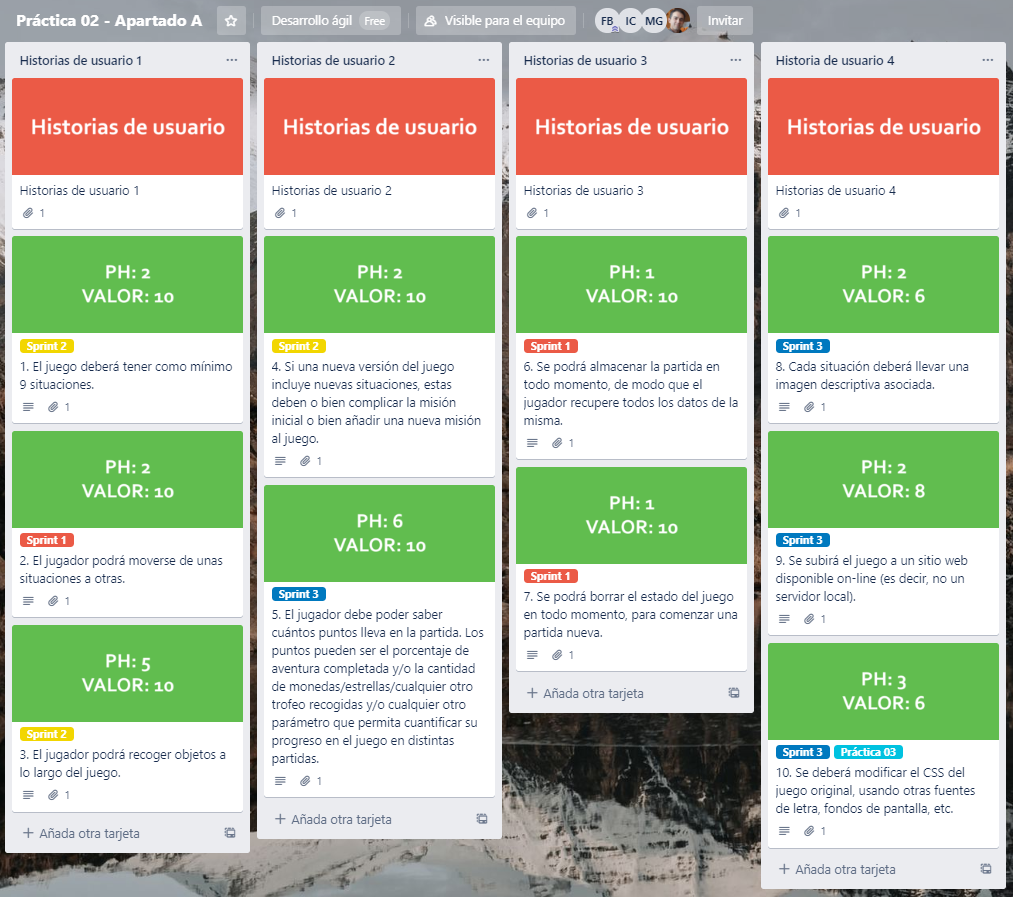 Práctica 02 - Apartado A
Desarrollo ágil Free
Visible para el equipo
FB IC MG
Invitar
Historias de usuario 1
Historias de usuario
Historias de usuario 1
1
PH: 2
VALOR: 10
Sprint 2
1. El juego deberá tener como mínimo
9 situaciones.
1
PH: 2
VALOR: 10
Sprint 1
2. El jugador podrá moverse de unas
situaciones a otras.
1
PH: 5
VALOR: 10
Sprint 2
3. El jugador podrá recoger objetos a
lo largo del juego.
1
+ Añada otra tarjeta
Historias de usuario 2
Historias de usuario
Historias de usuario 2
1
PH: 2
VALOR: 10
Sprint 2
4. Si una nueva versión del juego
incluye nuevas situaciones, estas
deben o bien complicar la misión
inicial o bien añadir una nueva misión
al juego.
1
PH: 6
VALOR: 10
Sprint 3
5. El jugador debe poder saber
cuántos puntos lleva en la partida. Los
puntos pueden ser el porcentaje de
aventura completada y/o la cantidad
de monedas/estrellas/cualquier otro
trofeo recogidas y/o cualquier otro
parámetro que permita cuantificar su
progreso en el juego en distintas
partidas.
1
+ Añada otra tarjeta
Historias de usuario 3
Historias de usuario
Historias de usuario 3
1
PH: 1
VALOR: 10
Sprint 1
6. Se podrá almacenar la partida en
todo momento, de modo que el
jugador recupere todos los datos de la
misma.
1
PH: 1
VALOR: 10
Sprint 1
7. Se podrá borrar el estado del juego
en todo momento, para comenzar una
partida nueva.
1
+ Añada otra tarjeta
Historia de usuario 4
Historias de usuario
Historias de usuario 4
1
PH: 2
VALOR: 6
Sprint 3
8. Cada situación deberá llevar una
imagen descriptiva asociada.
1
PH: 2
VALOR: 8
Sprint 3
9. Se subirá el juego a un sitio web
disponible on-line (es decir, no un
servidor local).
1
PH: 3
VALOR: 6
Sprint 3 Práctica 03
10. Se deberá modificar el CSS del
juego original, usando otras fuentes
de letra, fondos de pantalla, etc.
1
+ Añada otra tarjeta